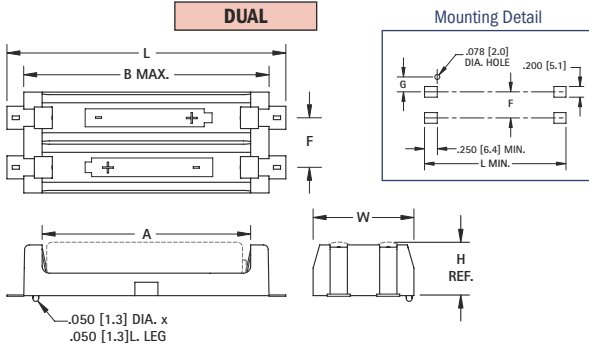 DUAL
Mounting Detail
L
B MAX.
.078 [2.0]
DIA. HOLE
.200 [5.1]
G
F
- +
F
+ -
.250 [6.4] MIN.
L MIN.
A
W
H
REF.
.050 [1.3] DIA. x
.050 [1.3]L. LEG